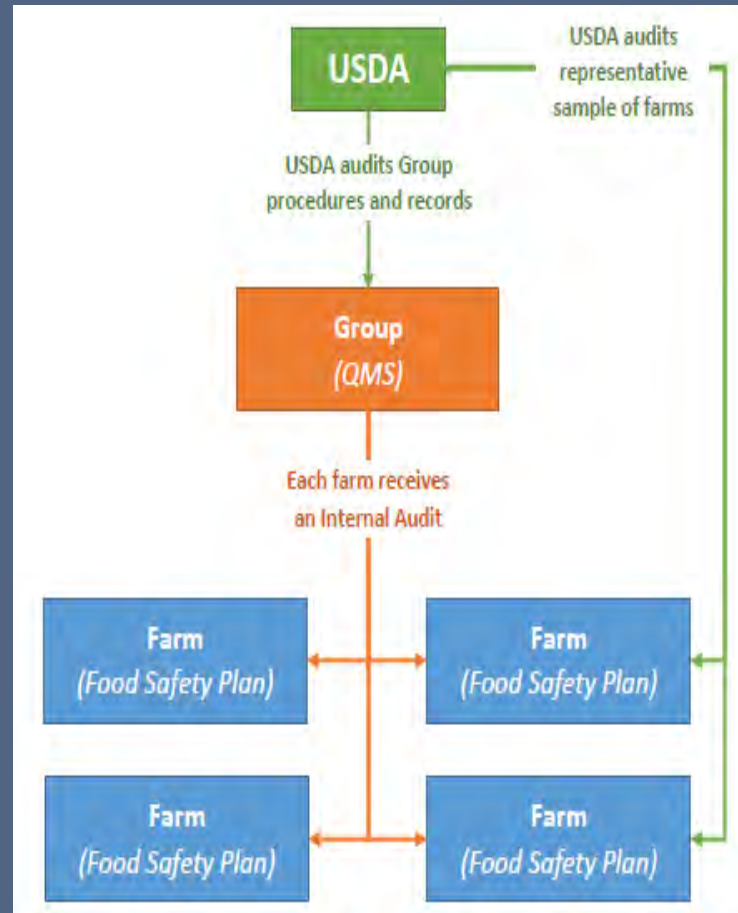 USDA
USDA audits
representative
sample of farms
USDA audits Group
procedures and records
Group
(QMS)
Each farm receives
an Internal Audit
Farm
(Food Safety Plan)
Farm
(Food Safety Plan)
Farm
(Food Safety Plan)
Farm
(Food Safety Plan)